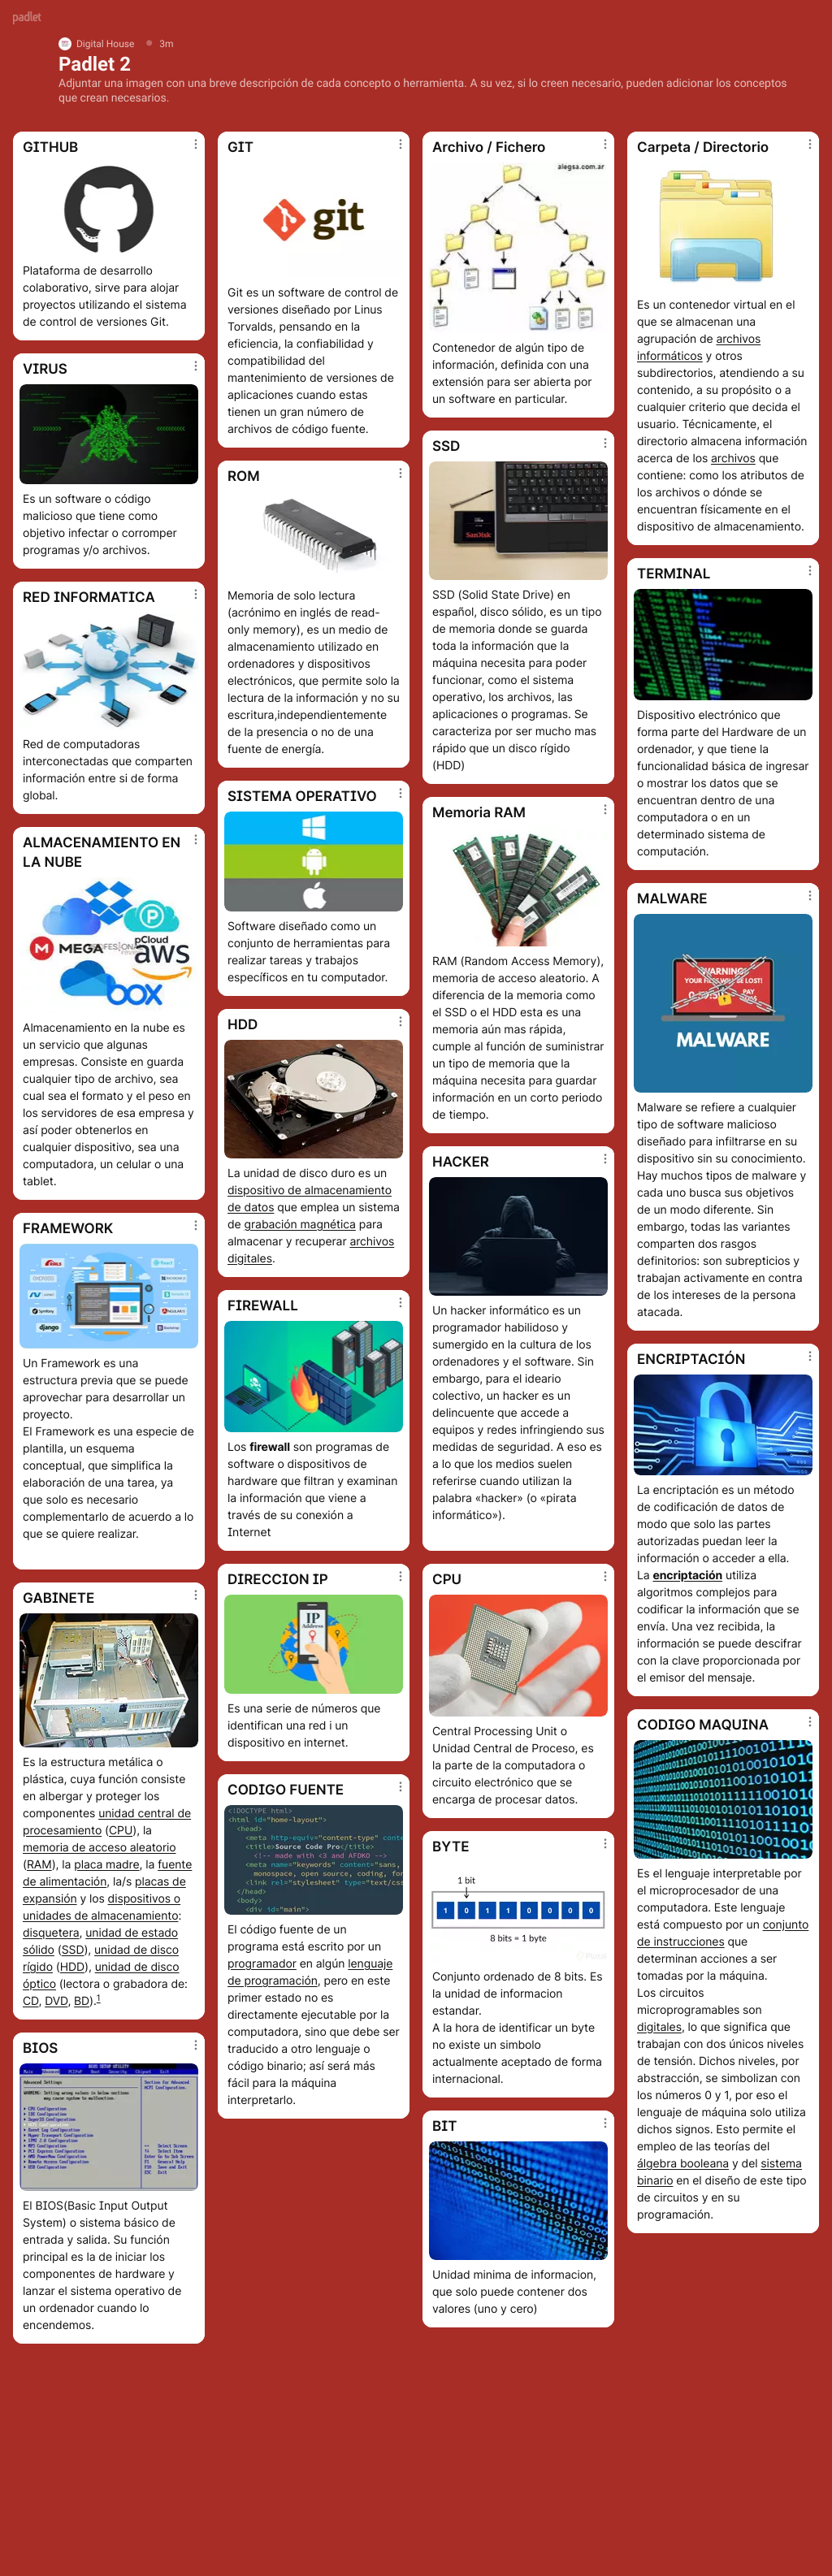 padlet
Digital House 3m
Padlet 2
Adjuntar una imagen con una breve descripción de cada concepto o herramienta. A su vez, si lo creen necesario, pueden adicionar los conceptos
que crean necesarios.
GITHUB
Plataforma de desarrollo
colaborativo, sirve para alojar
proyectos utilizando el sistema
de control de versiones Git.
VIRUS
Es un software o código
malicioso que tiene como
objetivo infectar o corromper
programas y/o archivos.
RED INFORMATICA
Red de computadoras
interconectadas que comparten
información entre si de forma
global.
ALMACENAMIENTO EN
LA NUBE
MEGA
pCloud
aws
box
Almacenamiento en la nube es
un servicio que algunas
empresas. Consiste en guarda
cualquier tipo de archivo, sea
cual sea el formato y el peso en
los servidores de esa empresa y
así poder obtenerlos en
cualquier dispositivo, sea una
computadora, un celular o una
tablet.
FRAMEWORK
django
Un Framework es una
estructura previa que se puede
aprovechar para desarrollar un
proyecto.
El Framework es una especie de
plantilla, un esquema
conceptual, que simplifica la
elaboración de una tarea, ya
que solo es necesario
complementarlo de acuerdo a lo
que se quiere realizar.
GABINETE
Es la estructura metálica o
plástica, cuya función consiste
en albergar y proteger los
componentes unidad central de
procesamiento (CPU), la
memoria de acceso aleatorio
(RAM), la placa madre, la fuente
de alimentación, la/s placas de
expansión y los dispositivos o
unidades de almacenamiento:
disquetera, unidad de estado
sólido (SSD), unidad de disco
rígido (HDD), unidad de disco
óptico (lectora o grabadora de:
CD, DVD, BD).1
BIOS
BIOS SETUP UTILITY
El BIOS(Basic Input Output
System) o sistema básico de
entrada y salida. Su función
principal es la de iniciar los
componentes de hardware y
lanzar el sistema operativo de
un ordenador cuando lo
encendemos.
GIT
git
Git es un software de control de
versiones diseñado por Linus
Torvalds, pensando en la
eficiencia, la confiabilidad y
compatibilidad del
mantenimiento de versiones de
aplicaciones cuando estas
tienen un gran número de
archivos de código fuente.
ROM
Memoria de solo lectura
(acrónimo en inglés de read-
only memory), es un medio de
almacenamiento utilizado en
ordenadores y dispositivos
electrónicos, que permite solo la
lectura de la información y no su
escritura,independientemente
de la presencia o no de una
fuente de energía.
SISTEMA OPERATIVO
Software diseñado como un
conjunto de herramientas para
realizar tareas y trabajos
específicos en tu computador.
HDD
La unidad de disco duro es un
dispositivo de almacenamiento
de datos que emplea un sistema
de grabación magnética para
almacenar y recuperar archivos
digitales.
FIREWALL
Los firewall son programas de
software o dispositivos de
hardware que filtran y examinan
la información que viene a
través de su conexión a
Internet
DIRECCION IP
IP
Address
Es una serie de números que
identifican una red i un
dispositivo en internet.
CODIGO FUENTE
<!DOCTYPE html>
<html id="home-layout">
<head>
<meta http-equiv="content-type" conte
<title>Source Code Pro</title>
<!-- made with <3 and AFDKO -->
<meta name="keywords" content="sans,
monospace, open source, coding, fon
<link rel="stylesheet" type="text/css
</head>
<body>
<div id="main">
El código fuente de un
programa está escrito por un
programador en algún lenguaje
de programación, pero en este
primer estado no es
directamente ejecutable por la
computadora, sino que debe ser
traducido a otro lenguaje o
código binario; así será más
fácil para la máquina
interpretarlo.
Archivo / Fichero
alegsa.com.ar
Contenedor de algún tipo de
información, definida con una
extensión para ser abierta por
un software en particular.
SSD
SanDisk
SSD (Solid State Drive) en
español, disco sólido, es un tipo
de memoria donde se guarda
toda la información que la
máquina necesita para poder
funcionar, como el sistema
operativo, los archivos, las
aplicaciones o programas. Se
caracteriza por ser mucho mas
rápido que un disco rígido
(HDD)
Memoria RAM
RAM (Random Access Memory),
memoria de acceso aleatorio. A
diferencia de la memoria como
el SSD o el HDD esta es una
memoria aún mas rápida,
cumple al función de suministrar
un tipo de memoria que la
máquina necesita para guardar
información en un corto periodo
de tiempo.
HACKER
Un hacker informático es un
programador habilidoso y
sumergido en la cultura de los
ordenadores y el software. Sin
embargo, para el ideario
colectivo, un hacker es un
delincuente que accede a
equipos y redes infringiendo sus
medidas de seguridad. A eso es
a lo que los medios suelen
referirse cuando utilizan la
palabra «hacker» (o «pirata
informático»).
CPU
Central Processing Unit o
Unidad Central de Proceso, es
la parte de la computadora o
circuito electrónico que se
encarga de procesar datos.
BYTE
1 bit
1 0 1 1 0 0 0 0
8 bits = 1 byte
Conjunto ordenado de 8 bits. Es
la unidad de informacion
estandar.
A la hora de identificar un byte
no existe un simbolo
actualmente aceptado de forma
internacional.
BIT
Unidad minima de informacion,
que solo puede contener dos
valores (uno y cero)
Carpeta / Directorio
Es un contenedor virtual en el
que se almacenan una
agrupación de archivos
informáticos y otros
subdirectorios, atendiendo a su
contenido, a su propósito o a
cualquier criterio que decida el
usuario. Técnicamente, el
directorio almacena información
acerca de los archivos que
contiene: como los atributos de
los archivos o dónde se
encuentran físicamente en el
dispositivo de almacenamiento.
TERMINAL
Dispositivo electrónico que
forma parte del Hardware de un
ordenador, y que tiene la
funcionalidad básica de ingresar
o mostrar los datos que se
encuentran dentro de una
computadora o en un
determinado sistema de
computación.
MALWARE
WARNING!
MALWARE
Malware se refiere a cualquier
tipo de software malicioso
diseñado para infiltrarse en su
dispositivo sin su conocimiento.
Hay muchos tipos de malware y
cada uno busca sus objetivos
de un modo diferente. Sin
embargo, todas las variantes
comparten dos rasgos
definitorios: son subrepticios y
trabajan activamente en contra
de los intereses de la persona
atacada.
ENCRIPTACIÓN
La encriptación es un método
de codificación de datos de
modo que solo las partes
autorizadas puedan leer la
información o acceder a ella.
La encriptación utiliza
algoritmos complejos para
codificar la información que se
envía. Una vez recibida, la
información se puede descifrar
con la clave proporcionada por
el emisor del mensaje.
CODIGO MAQUINA
Es el lenguaje interpretable por
el microprocesador de una
computadora. Este lenguaje
está compuesto por un conjunto
de instrucciones que
determinan acciones a ser
tomadas por la máquina.
Los circuitos
microprogramables son
digitales, lo que significa que
trabajan con dos únicos niveles
de tensión. Dichos niveles, por
abstracción, se simbolizan con
los números 0 y 1, por eso el
lenguaje de máquina solo utiliza
dichos signos. Esto permite el
empleo de las teorías del
álgebra booleana y del sistema
binario en el diseño de este tipo
de circuitos y en su
programación.